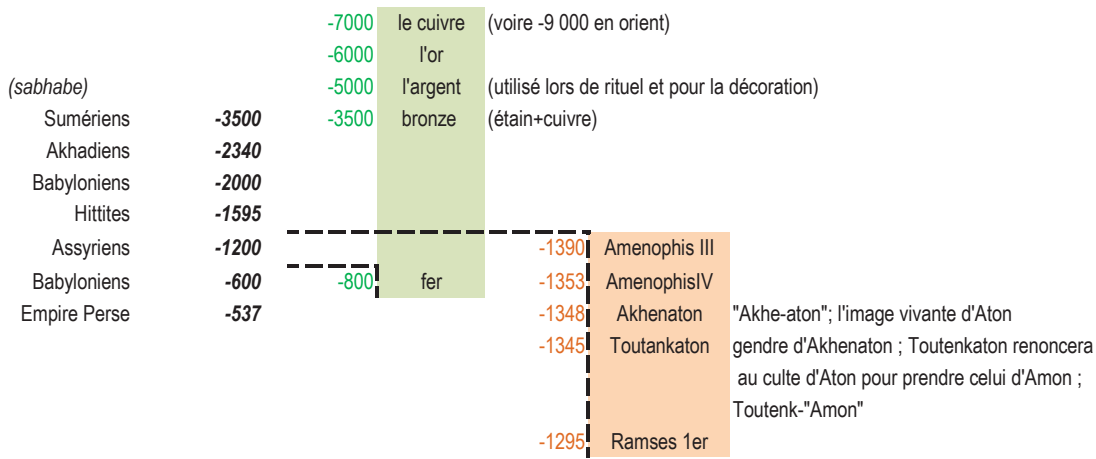 -7000 le cuivre (voire -9 000 en orient)
-6000 l'or
(sabhabe) -5000 l'argent (utilisé lors de rituel et pour la décoration)
Sumériens -3500 -3500 bronze (étain+cuivre)
Akhadiens -2340
Babyloniens -2000
Hittites -1595
Assyriens -1200 -1390 Amenophis III
Babyloniens -600 -800 fer -1353 AmenophisIV
Empire Perse -537 -1348 Akhenaton "Akhe-aton"; l'image vivante d'Aton
-1345 Toutankaton gendre d'Akhenaton ; Toutenkaton renoncera
au culte d'Aton pour prendre celui d'Amon ;
Toutenk-"Amon"
-1295 Ramses 1er